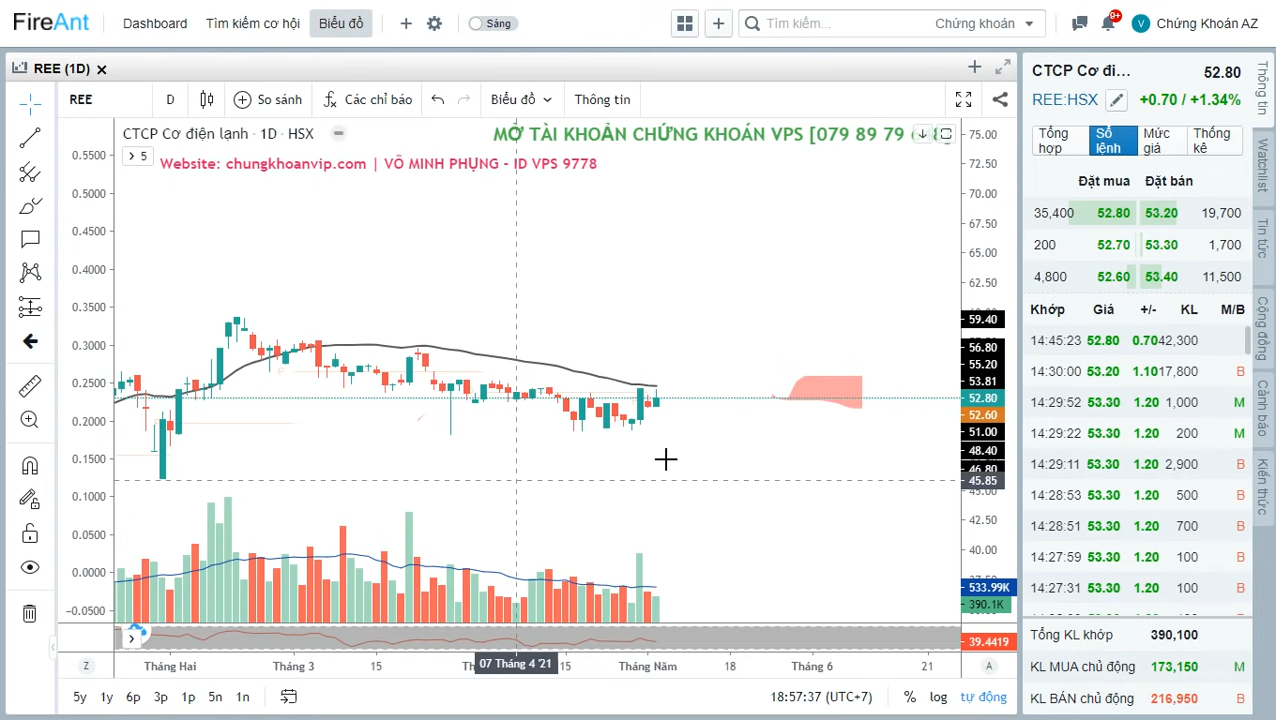 FireAnt Dashboard Tìm kiếm cơ hội Biểu đồ Sáng Tìm kiếm... Chứng khoán 9+ V Chứng Khoán AZ
REE (1D)
REE D So sánh Các chỉ báo Biểu đồ Thông tin
CTCP Cơ điện lạnh · 1D · HSX
MỞ TÀI KHOẢN CHỨNG KHOÁN VPS [079 89 79
5
Website: chungkhoanvip.com | VÕ MINH PHỤNG - ID VPS 9778
0.5500
0.5000
0.4500
0.4000
0.3500
0.3000
0.2500
0.2000
0.1500
0.1000
0.0500
0.0000
−0.0500
75.00
72.50
70.00
67.50
65.00
62.50
59.40
56.80
55.20
53.81
52.80
52.60
51.00
48.40
46.80
45.85
42.50
40.00
533.99K
390.1K
39.4419
Z Tháng Hai Tháng 3 15 07 Tháng 4 '21 15 Tháng Năm 18 Tháng 6 21 A
5y 1y 6p 3p 1p 5n 1n 18:57:37 (UTC+7) % log tự động
CTCP Cơ đi... 52.80
REE:HSX +0.70 / +1.34%
Tổng hợp Sổ lệnh Mức giá Thống kê
Đặt mua Đặt bán
35,400 52.80 53.20 19,700
200 52.70 53.30 1,700
4,800 52.60 53.40 11,500
Khớp Giá +/- KL M/B
14:45:23 52.80 0.70 42,300
14:30:00 53.20 1.10 17,800 B
14:29:52 53.30 1.20 1,000 M
14:29:22 53.30 1.20 200 M
14:29:11 53.30 1.20 2,900 B
14:28:53 53.30 1.20 500 B
14:28:51 53.30 1.20 700 B
14:27:59 53.30 1.20 100 B
14:27:31 53.30 1.20 100 B
Tổng KL khớp 390,100
KL MUA chủ động 173,150 M
KL BÁN chủ động 216,950 B
Thông tin
Watchlist
Tin tức
Cộng đồng
Cảnh báo
Kiến thức